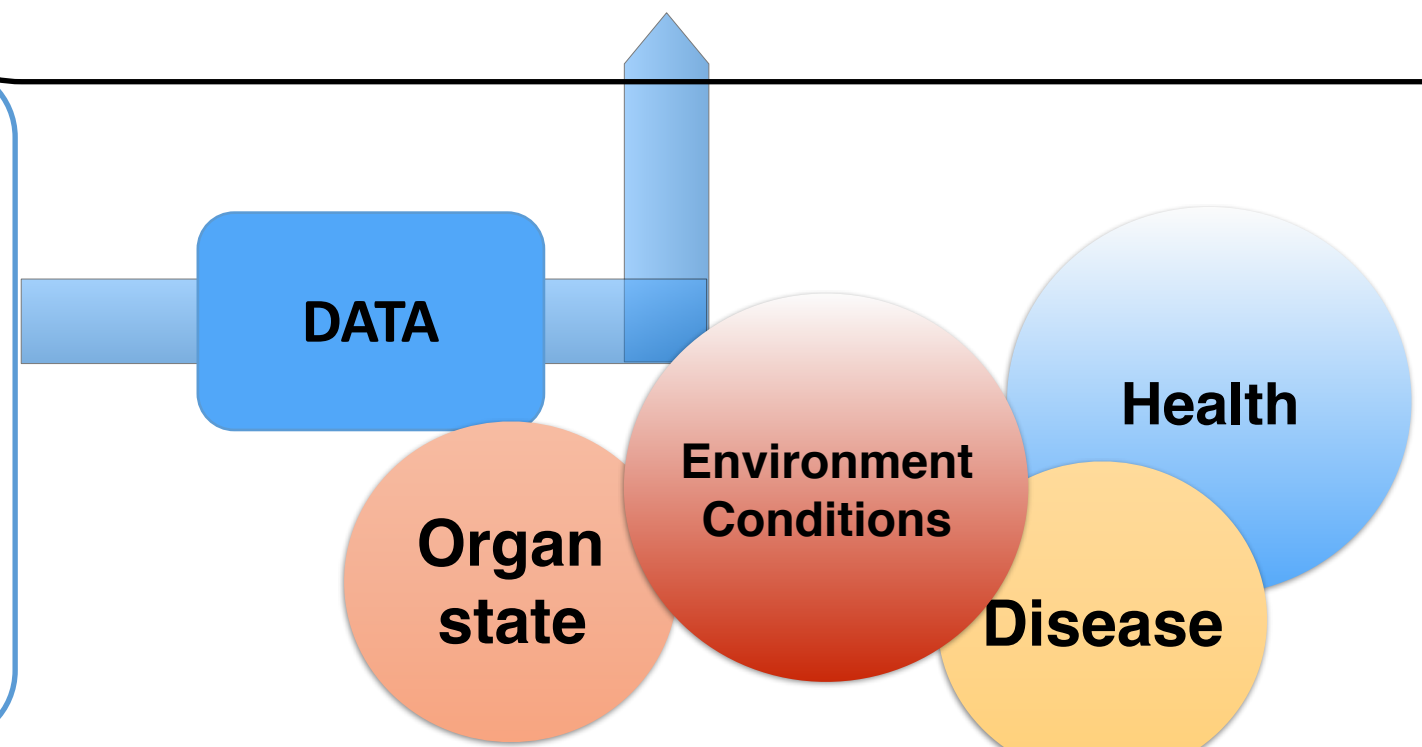 DATA
Health
Environment
Conditions
Organ
state
Disease